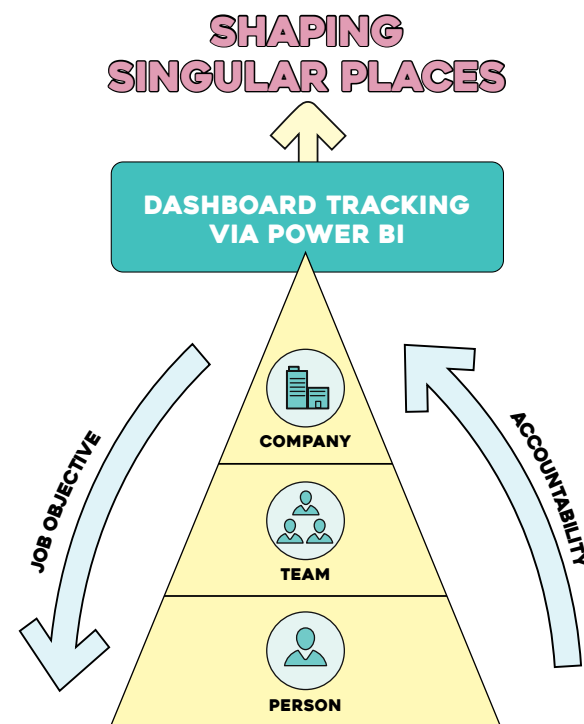 SHAPING
SINGULAR PLACES
DASHBOARD TRACKING
VIA POWER BI
COMPANY
JOB OBJECTIVE
ACCOUNTABILITY
TEAM
PERSON